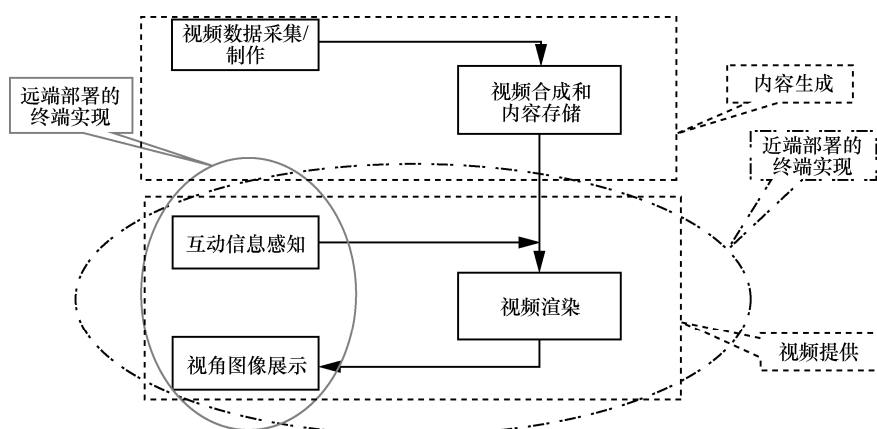 视频数据采集/
制作
视频合成和
内容存储
内容生成
远端部署的
终端实现
近端部署的
终端实现
互动信息感知
视频渲染
视频提供
视角图像展示